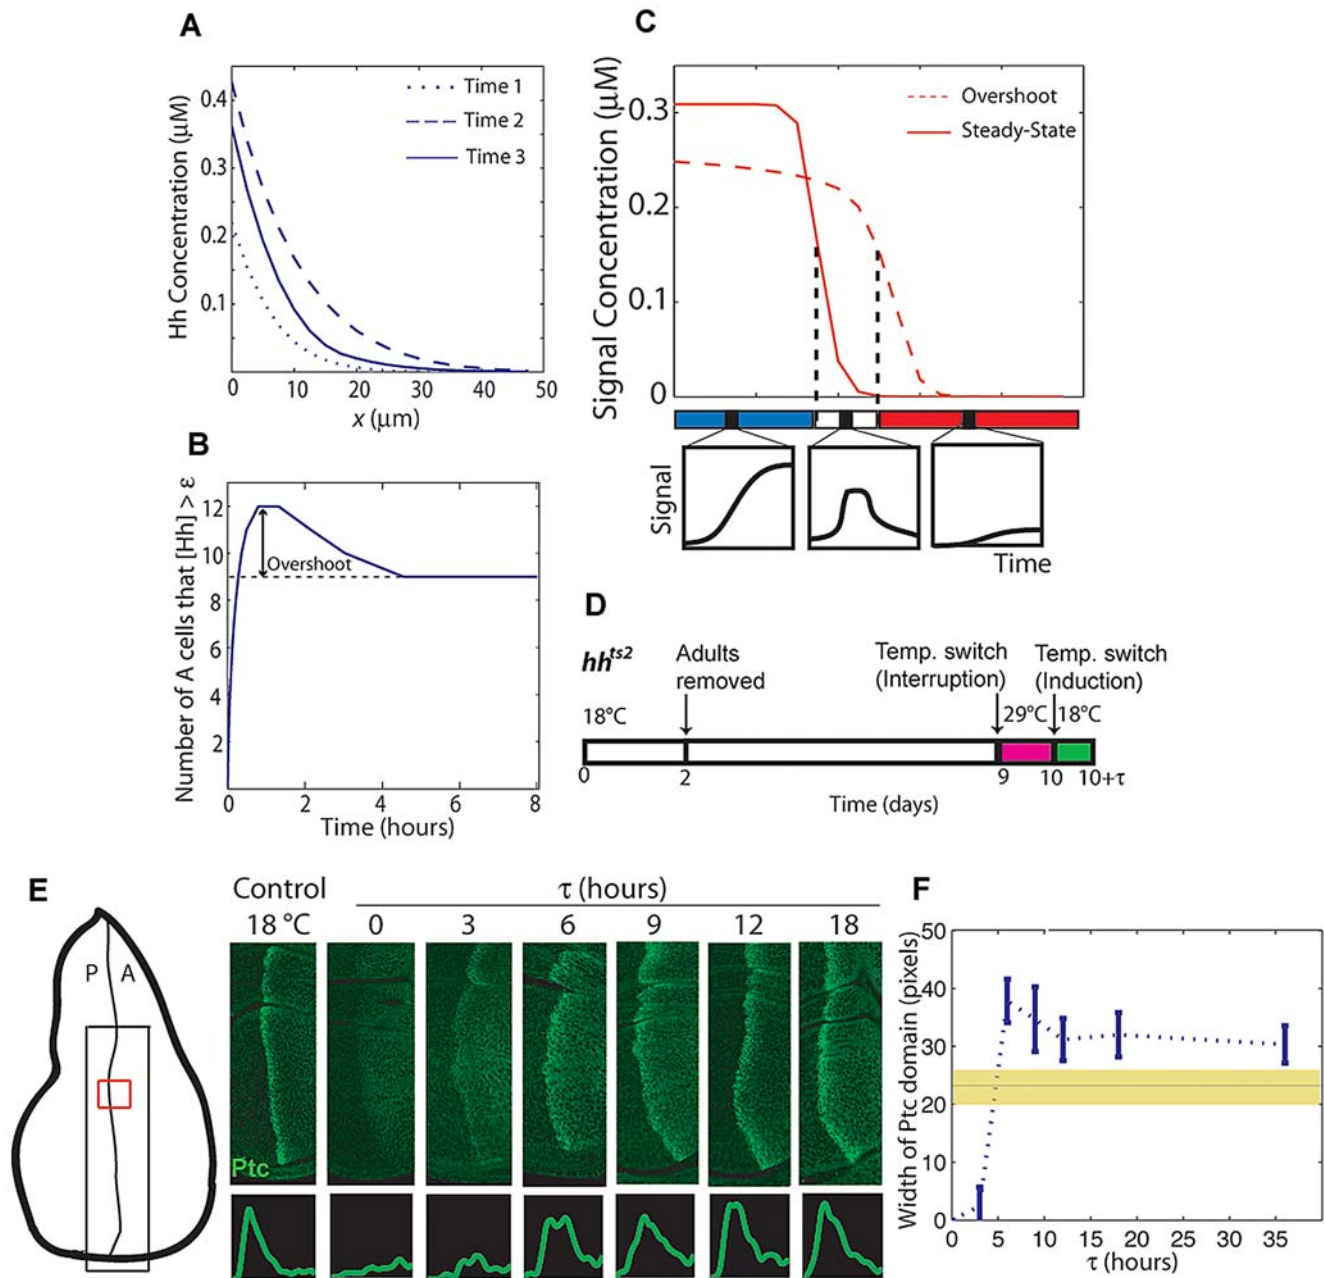 A
Hh Concentration (µM)
0.4
0.3
0.2
0.1
Time 1
Time 2
Time 3
0 10 20 30 40 50
x (µm)
B
Number of A cells that [Hh] > ε
12
10
8
6
4
2
Overshoot
0 2 4 6 8
Time (hours)
C
Signal Concentration (µM)
0.3
0.2
0.1
0
Overshoot
Steady-State
Signal
Time
D
hhts2
Adults
removed
Temp. switch
(Interruption)
Temp. switch
(Induction)
18°C
29°C 18°C
0 2 9 10 10+τ
Time (days)
E
P A
Control
18 °C
τ (hours)
0 3 6 9 12 18
Ptc
F
Width of Ptc domain (pixels)
50
40
30
20
10
0
0 5 10 15 20 25 30 35
τ (hours)